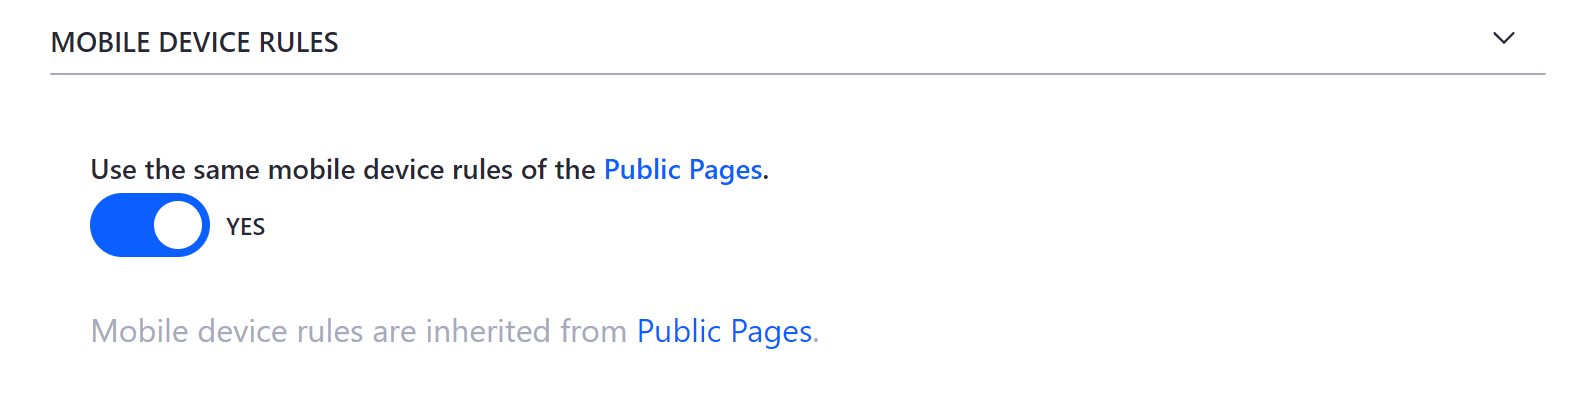 MOBILE DEVICE RULES
Use the same mobile device rules of the Public Pages.
YES
Mobile device rules are inherited from Public Pages.